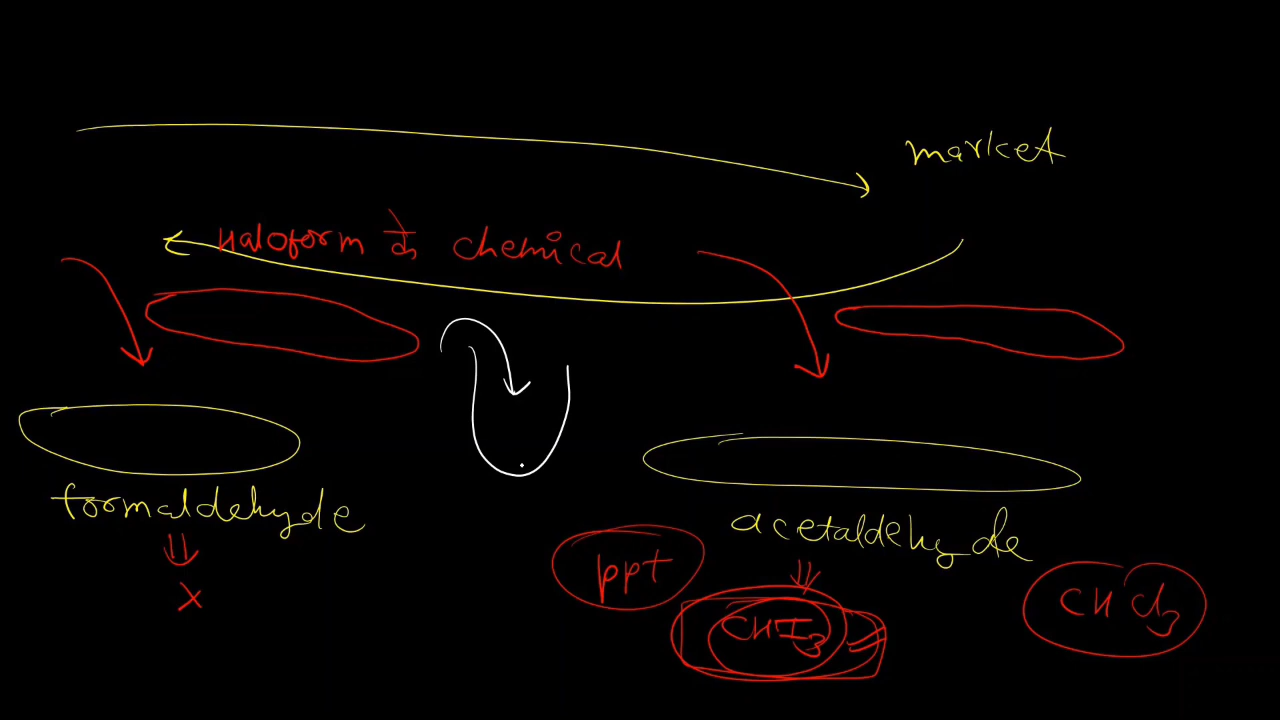 market
haloform के chemical
formaldehyde
acetaldehyde
ppt
X
CHI3
CHCl3